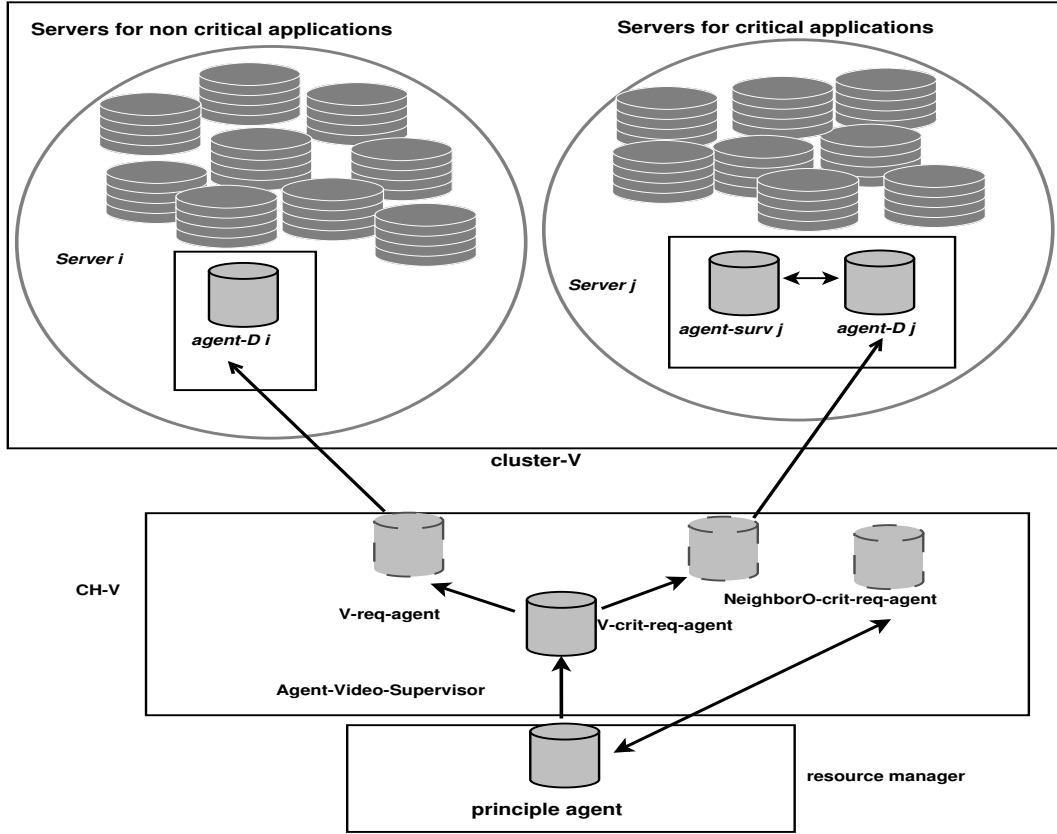 Servers for non critical applications
Servers for critical applications
Server i
agent-D i
Server j
agent-surv j
agent-D j
cluster-V
CH-V
V-req-agent
V-crit-req-agent
NeighborO-crit-req-agent
Agent-Video-Supervisor
resource manager
principle agent